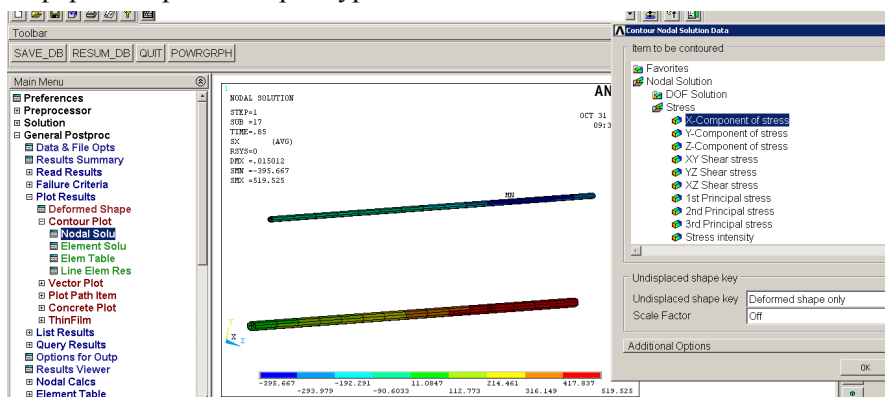 Toolbar
SAVE_DB RESUM_DB QUIT POWRGRPH
Main Menu
Preferences
Preprocessor
Solution
General Postproc
Data & File Opts
Results Summary
Read Results
Failure Criteria
Plot Results
Deformed Shape
Contour Plot
Nodal Solu
Element Solu
Elem Table
Line Elem Res
Vector Plot
Plot Path Item
Concrete Plot
ThinFilm
List Results
Query Results
Options for Outp
Results Viewer
Nodal Calcs
Element Table
1
NODAL SOLUTION
STEP=1
SUB =17
TIME=.85
SX (AVG)
RSYS=0
DMX =.015012
SMN =-395.667
SMX =519.525
AN
OCT 31
09:3
MN
Y
X Z
-395.667 -192.291 11.0847 214.461 417.837
-293.979 -90.6033 112.773 316.149 519.525
Contour Nodal Solution Data
Item to be contoured
Favorites
Nodal Solution
DOF Solution
Stress
X-Component of stress
Y-Component of stress
Z-Component of stress
XY Shear stress
YZ Shear stress
XZ Shear stress
1st Principal stress
2nd Principal stress
3rd Principal stress
Stress intensity
Undisplaced shape key
Undisplaced shape key Deformed shape only
Scale Factor Off
Additional Options
OK